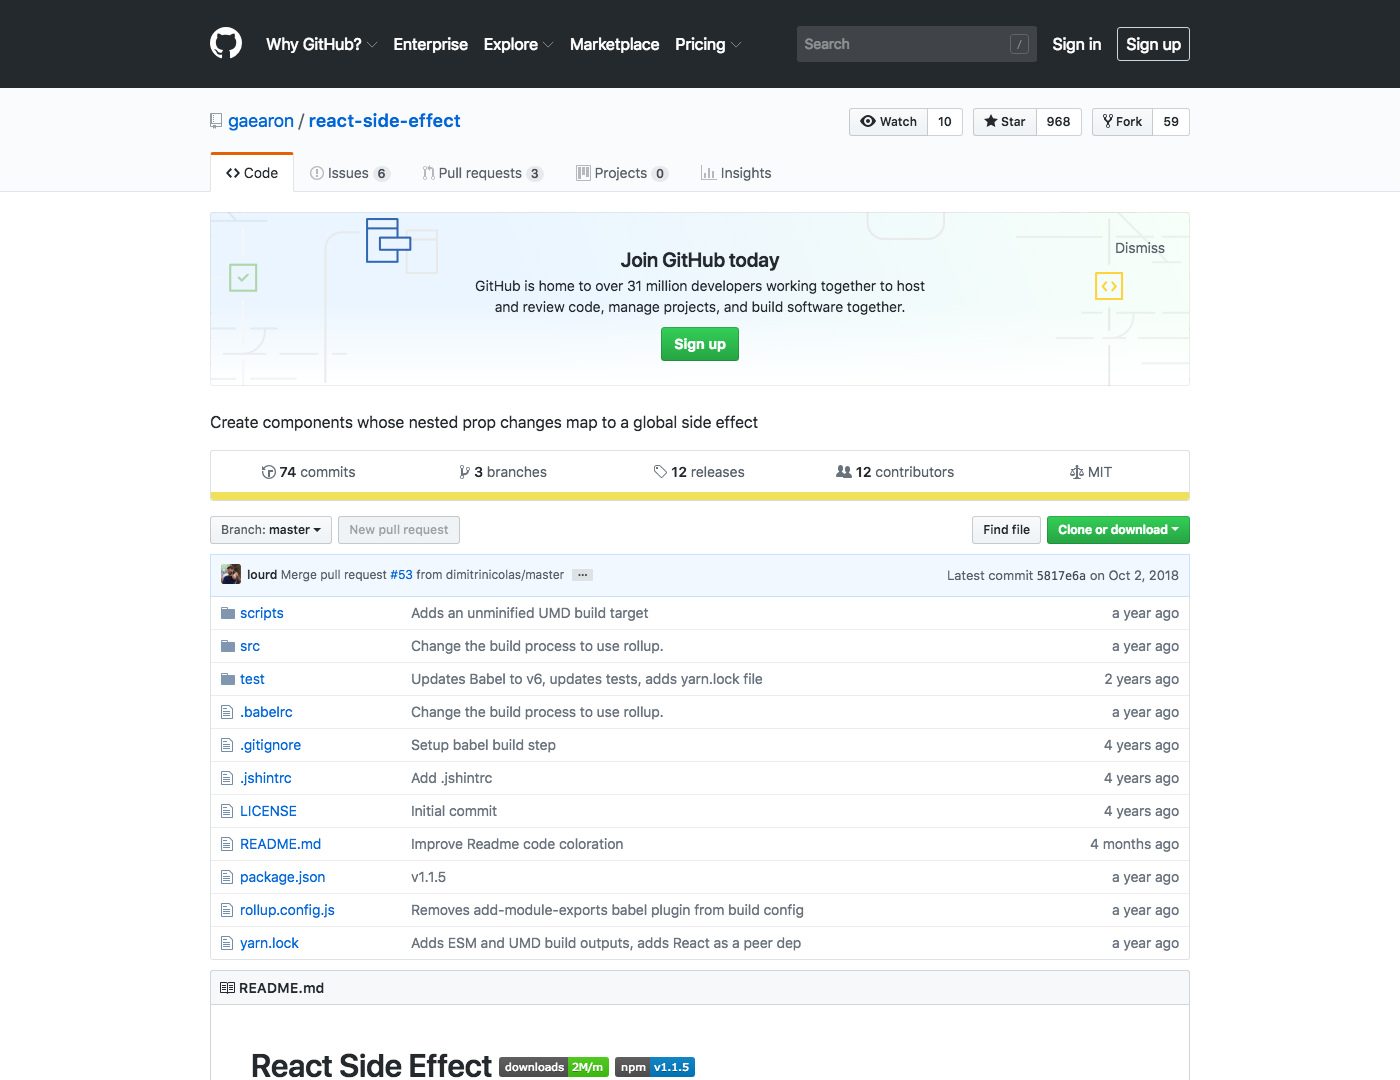 Why GitHub? Enterprise Explore Marketplace Pricing Search / Sign in Sign up
gaearon / react-side-effect Watch 10 Star 968 Fork 59
Code Issues 6 Pull requests 3 Projects 0 Insights
Dismiss
Join GitHub today
GitHub is home to over 31 million developers working together to host
and review code, manage projects, and build software together.
Sign up
Create components whose nested prop changes map to a global side effect
74 commits 3 branches 12 releases 12 contributors MIT
Branch: master New pull request Find file Clone or download
lourd Merge pull request #53 from dimitrinicolas/master ... Latest commit 5817e6a on Oct 2, 2018
scripts Adds an unminified UMD build target a year ago
src Change the build process to use rollup. a year ago
test Updates Babel to v6, updates tests, adds yarn.lock file 2 years ago
.babelrc Change the build process to use rollup. a year ago
.gitignore Setup babel build step 4 years ago
.jshintrc Add .jshintrc 4 years ago
LICENSE Initial commit 4 years ago
README.md Improve Readme code coloration 4 months ago
package.json v1.1.5 a year ago
rollup.config.js Removes add-module-exports babel plugin from build config a year ago
yarn.lock Adds ESM and UMD build outputs, adds React as a peer dep a year ago
README.md
React Side Effect downloads 2M/m npm v1.1.5